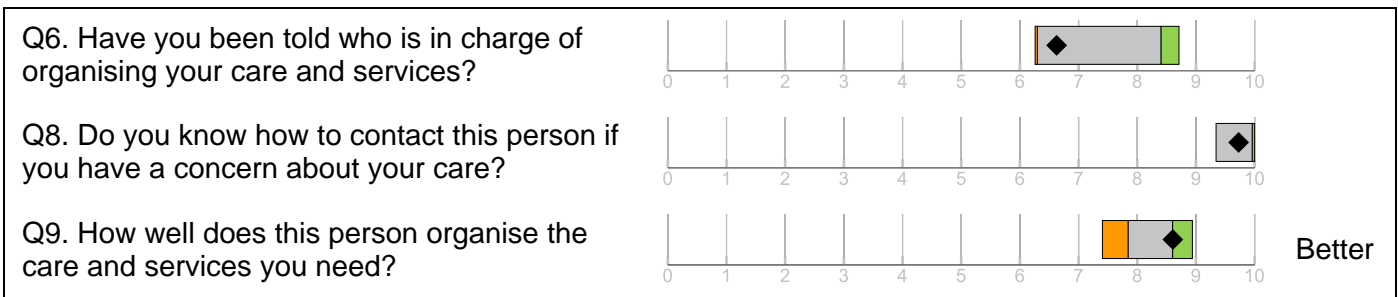 Q6. Have you been told who is in charge of
organising your care and services?
0 1 2 3 4 5 6 7 8 9 10
Q8. Do you know how to contact this person if
you have a concern about your care?
0 1 2 3 4 5 6 7 8 9 10
Q9. How well does this person organise the
care and services you need?
Better
0 1 2 3 4 5 6 7 8 9 10